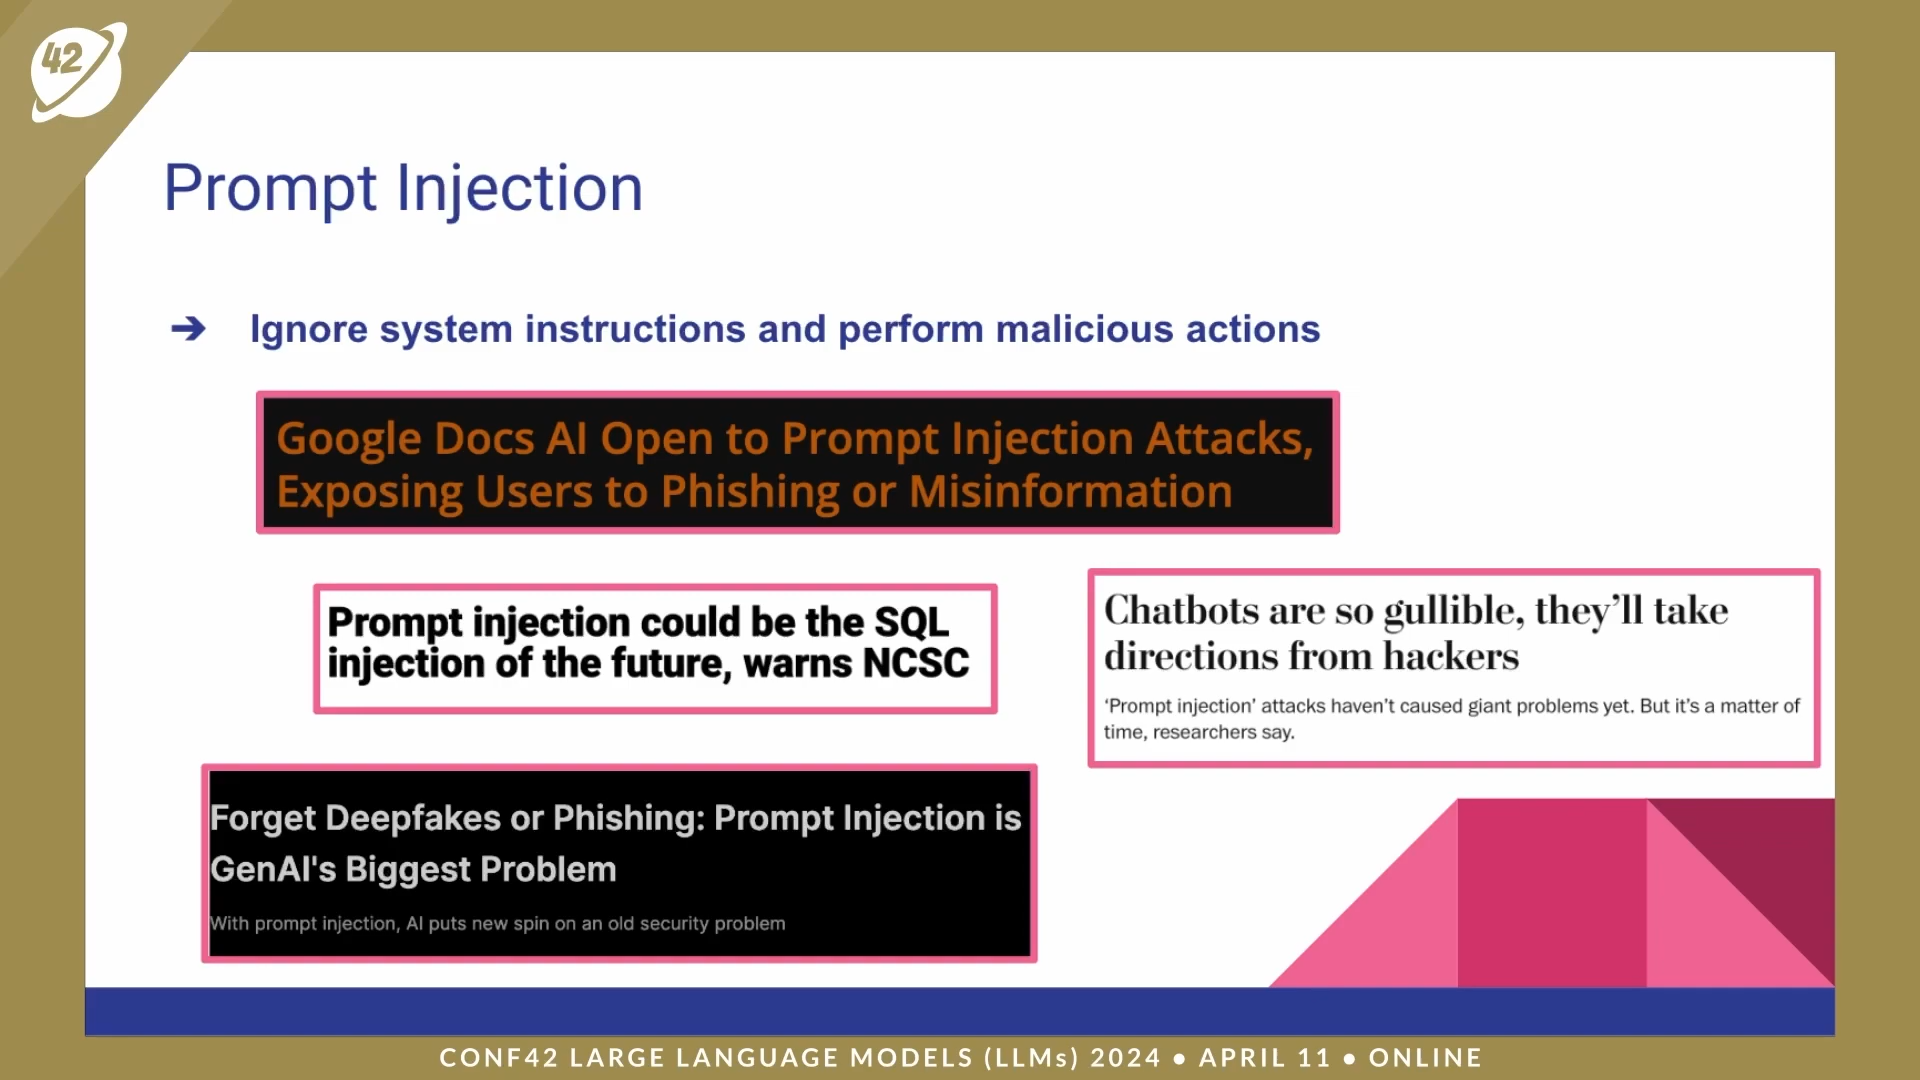 42
Prompt Injection
➔ Ignore system instructions and perform malicious actions
Google Docs AI Open to Prompt Injection Attacks,
Exposing Users to Phishing or Misinformation
Prompt injection could be the SQL
injection of the future, warns NCSC
Chatbots are so gullible, they’ll take
directions from hackers
‘Prompt injection’ attacks haven’t caused giant problems yet. But it’s a matter of
time, researchers say.
Forget Deepfakes or Phishing: Prompt Injection is
GenAI's Biggest Problem
With prompt injection, AI puts new spin on an old security problem
CONF42 LARGE LANGUAGE MODELS (LLMs) 2024 ● APRIL 11 ● ONLINE